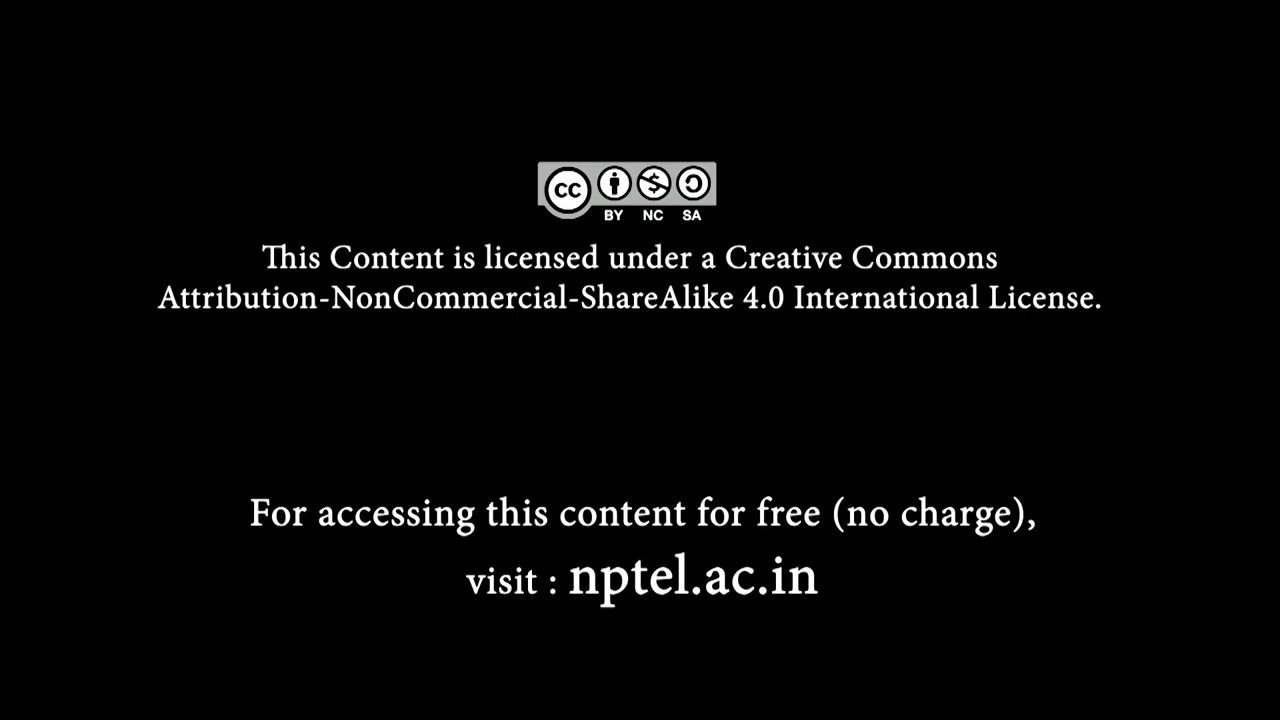 CC BY NC SA
This Content is licensed under a Creative Commons
Attribution-NonCommercial-ShareAlike 4.0 International License.
For accessing this content for free (no charge),
visit : nptel.ac.in